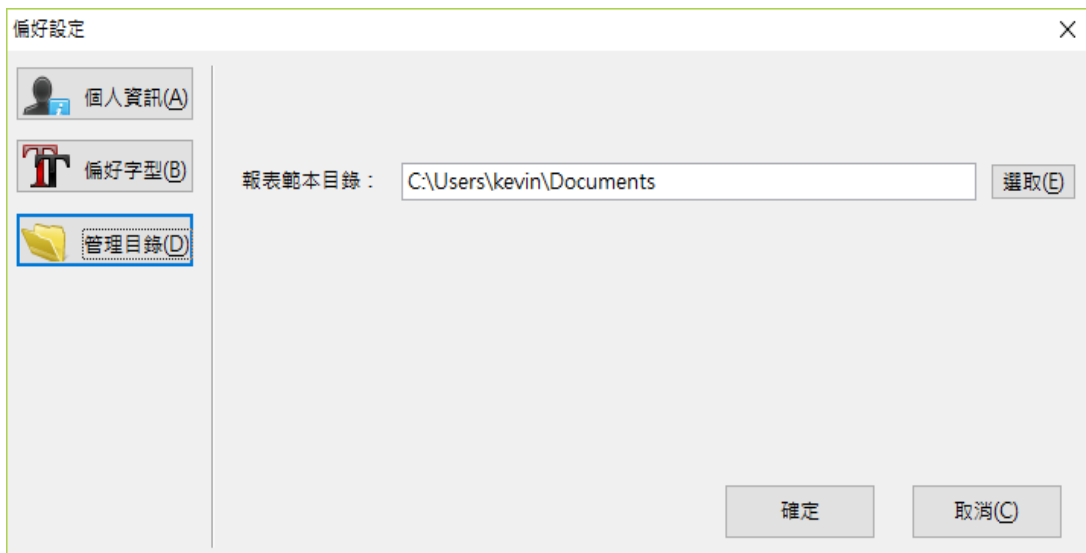 偏好設定
個人資訊(A)
偏好字型(B)
管理目錄(D)
報表範本目錄：
C:\Users\kevin\Documents
選取(E)
確定
取消(C)